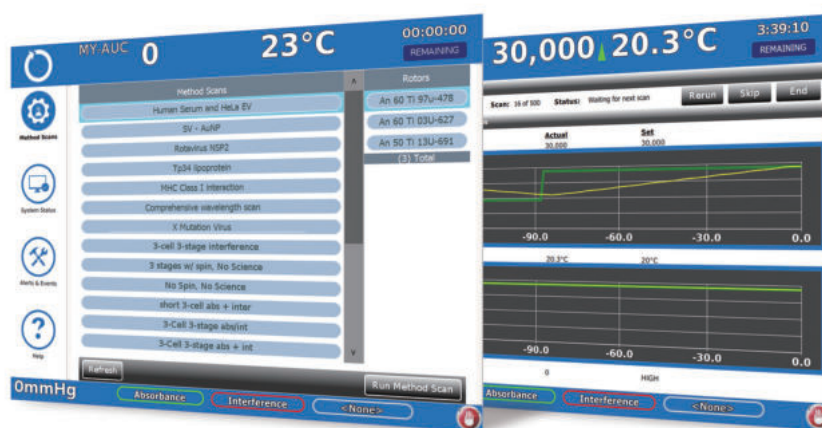 MY AUC 0 23°C 00:00:00
REMAINING
Method Scans
System Status
Alerts & Events
Help
Method Scans
Human Serum and HeLa EV
SV - AuNP
Rotavirus NSP2
Tp34 lipoprotein
MHC Class I Interaction
Comprehensive wavelength scan
X Mutation Virus
3-cell 3-stage interference
3 stages w/ spin, No Science
No Spin, No Science
short 3-cell abs + inter
3-Cell 3-stage abs/int
3-Cell 3-stage abs + int
Rotors
An 60 Ti 97U-478
An 60 Ti 03U-627
An 50 Ti 13U-691
(3) Total
Refresh
Run Method Scan
0mmHg
Absorbance Interference <None>
30,000 20.3°C 3:39:10
REMAINING
Scan: 16 of 500 Status: Waiting for next scan Rerun Skip End
Actual Set
30,000 30,000
-90.0 -60.0 -30.0 0.0
20.3°C 20°C
-90.0 -60.0 -30.0 0.0
0 HIGH
Absorbance Interference <None>